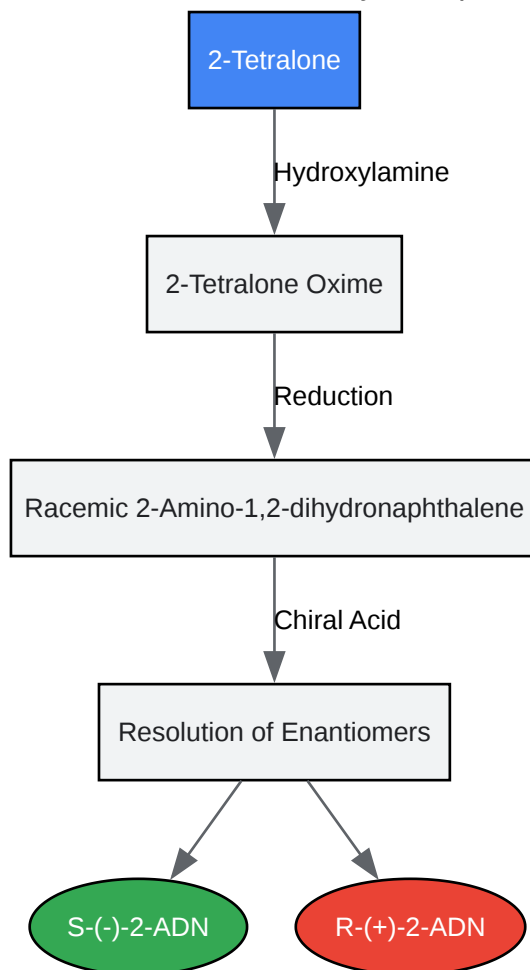 2-Tetralone
Hydroxylamine
2-Tetralone Oxime
Reduction
Racemic 2-Amino-1,2-dihydronaphthalene
Chiral Acid
Resolution of Enantiomers
S-(-)-2-ADN
R-(+)-2-ADN